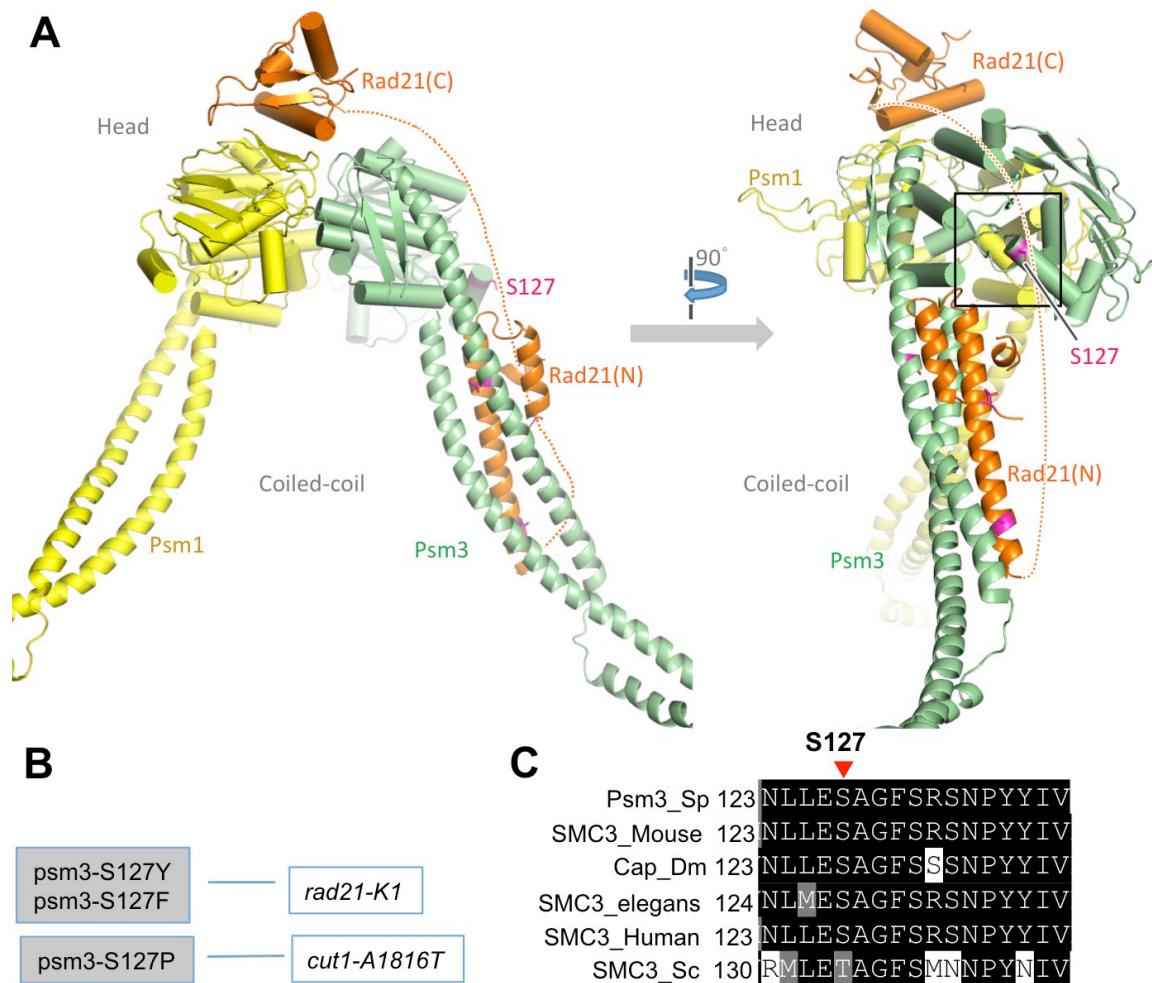 A
Rad21(C)
Head
S127
Rad21(N)
Coiled-coil
Psm1
Psm3
90°
Rad21(C)
Head
Psm1
S127
Rad21(N)
Coiled-coil
Psm3
B
psm3-S127Y
psm3-S127F
rad21-K1
psm3-S127P
cut1-A1816T
C
S127
Psm3_Sp 123 NLLESAGFSRSNPYYIV
SMC3_Mouse 123 NLLESAGFSRSNPYYIV
Cap_Dm 123 NLLESAGFSSSNPYYIV
SMC3_elegans 124 NLMESAGFSRSNPYYIV
SMC3_Human 123 NLLESAGFSRSNPYYIV
SMC3_Sc 130 RMLETAGFSMNNPYNIV